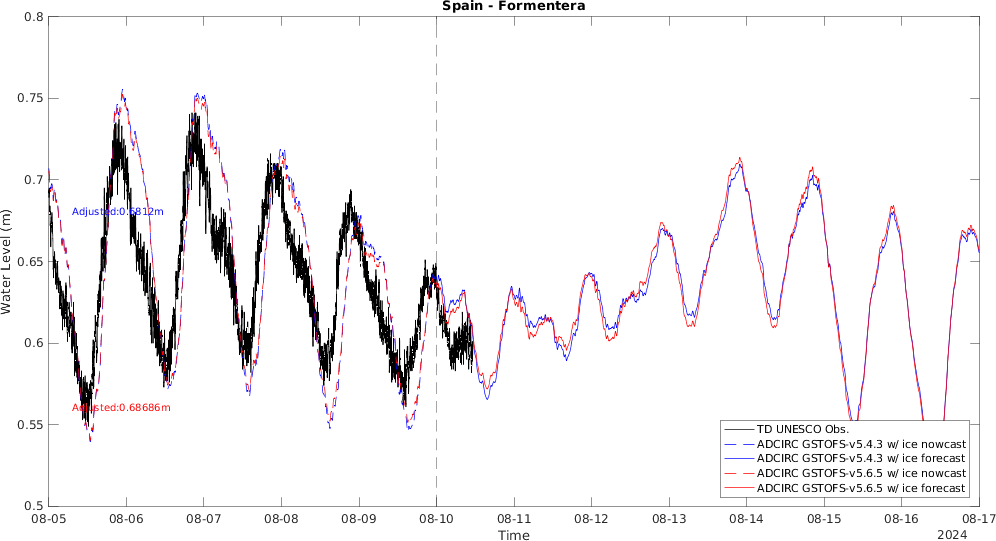 Spain - Formentera
0.8
0.75
0.7
0.65
0.6
0.55
0.5
Water Level (m)
Adjusted:0.6812m
Adjusted:0.68686m
TD UNESCO Obs.
ADCIRC GSTOFS-v5.4.3 w/ ice nowcast
ADCIRC GSTOFS-v5.4.3 w/ ice forecast
ADCIRC GSTOFS-v5.6.5 w/ ice nowcast
ADCIRC GSTOFS-v5.6.5 w/ ice forecast
08-05 08-06 08-07 08-08 08-09 08-10 08-11 08-12 08-13 08-14 08-15 08-16 08-17
Time
2024